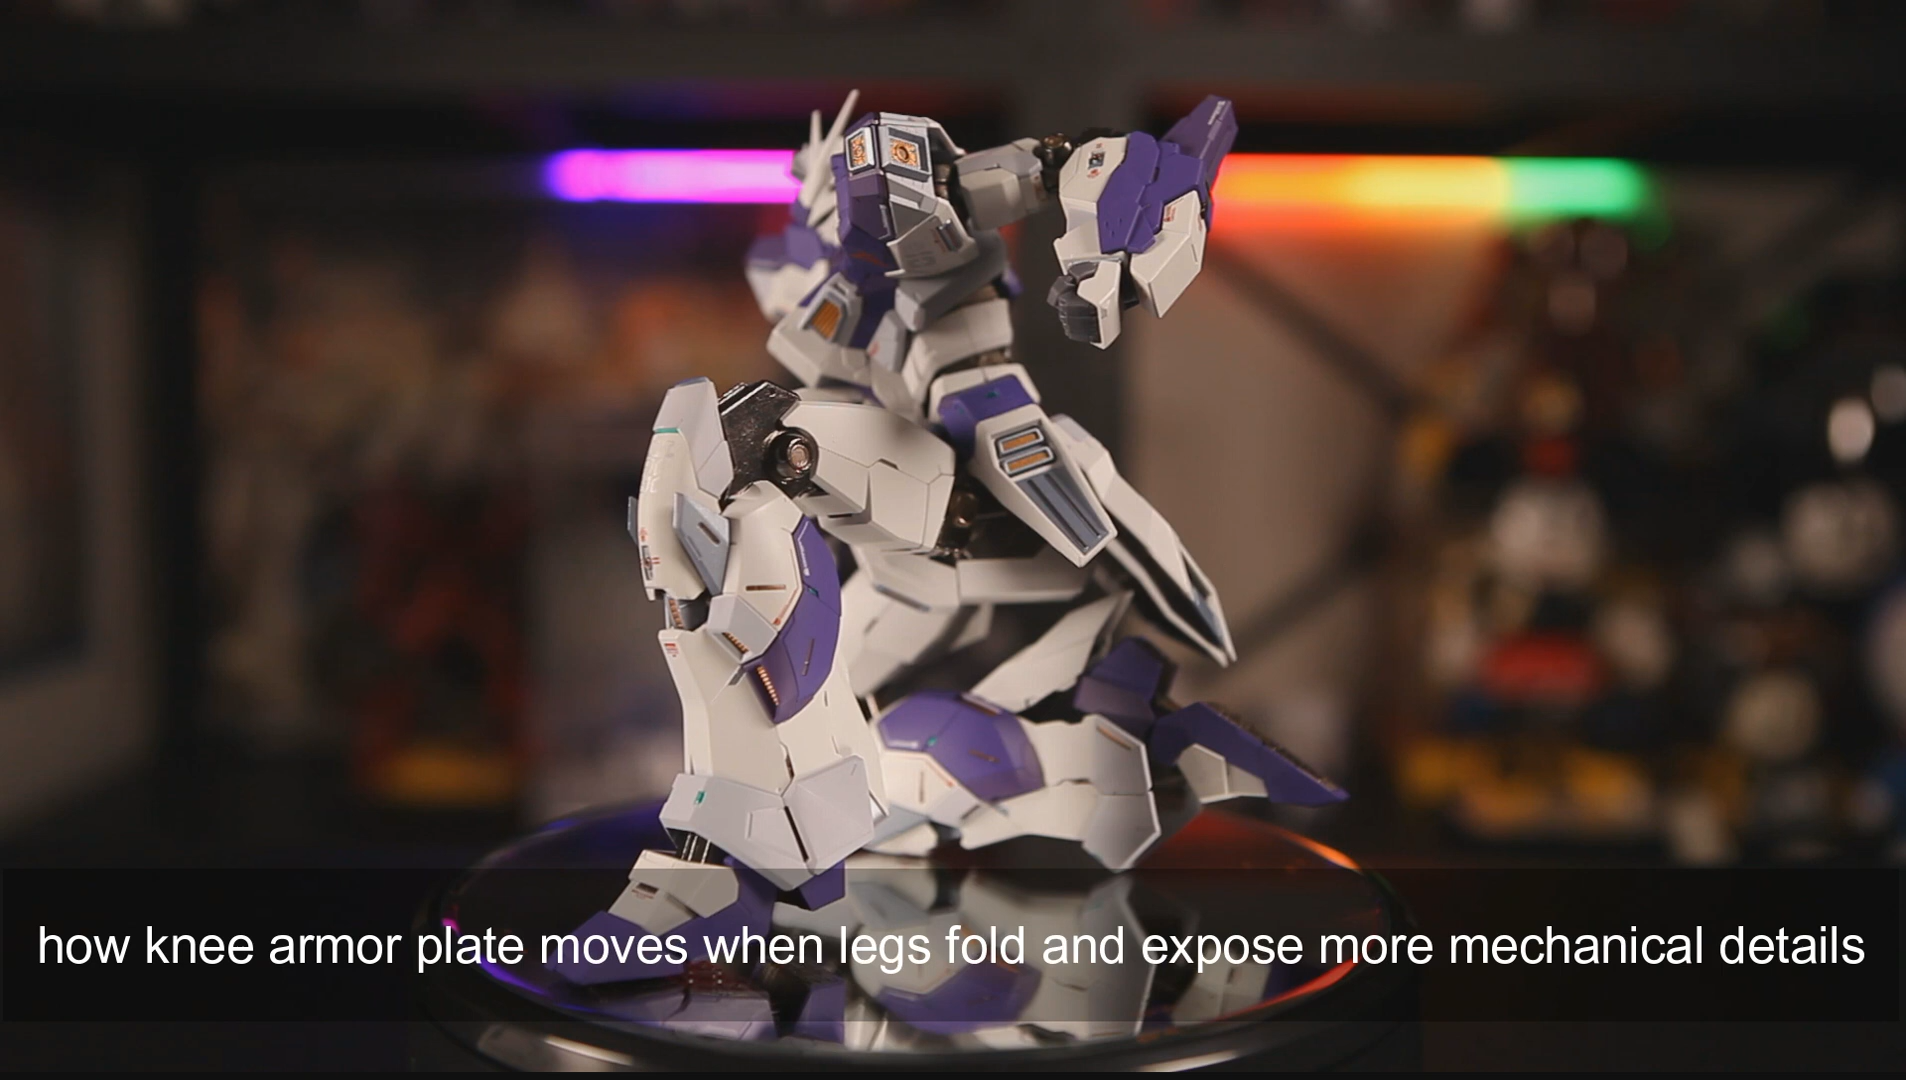 how knee armor plate moves when legs fold and expose more mechanical details